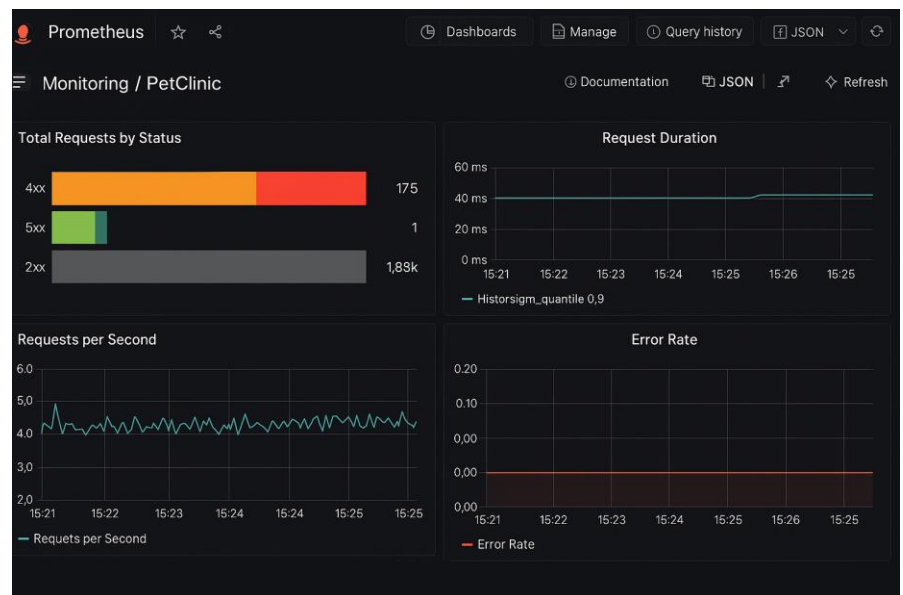 Prometheus
Dashboards
Manage
Query history
JSON
Monitoring / PetClinic
Documentation
JSON
Refresh
Total Requests by Status
4xx
175
5xx
1
2xx
1,88k
Request Duration
60 ms
40 ms
20 ms
0 ms
15:21 15:22 15:23 15:24 15:25 15:26 15:25
Historsigm_quantile 0,9
Requests per Second
6.0
5,0
4.0
3,0
2,0
15:21 15:22 15:23 15:24 15:24 15:25 15:25
Requets per Second
Error Rate
0.20
0.10
0,00
0,00
0,00
15:21 15:22 15:23 15:24 15:25 15:26 15:25
Error Rate